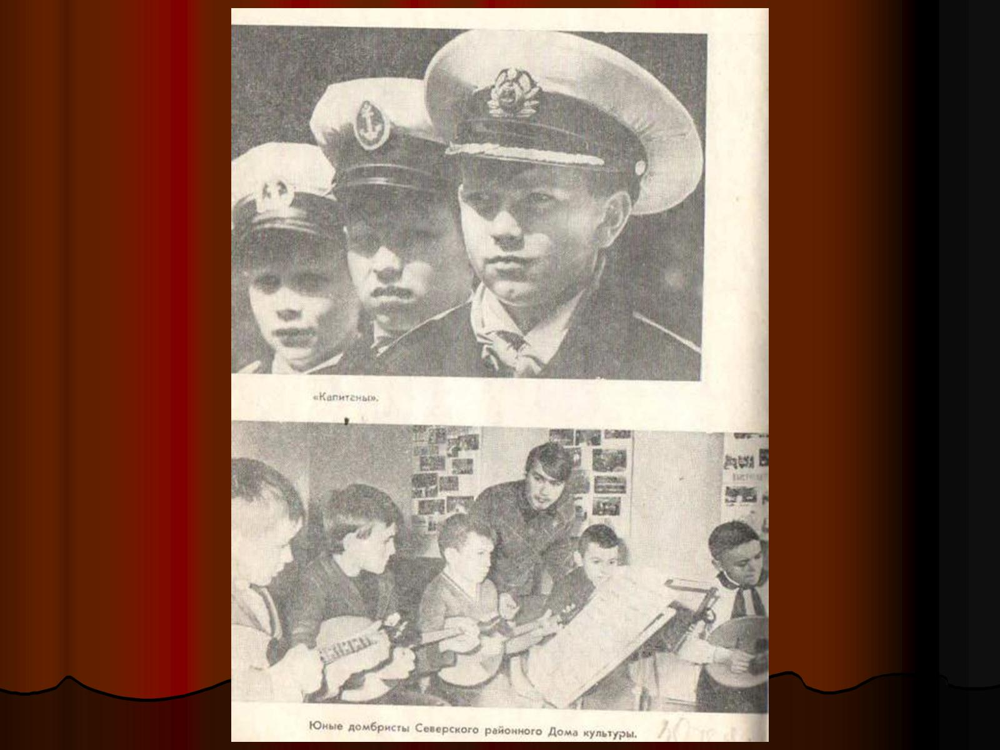 «Капитаны».
Юные домбристы Северского районного Дома культуры.